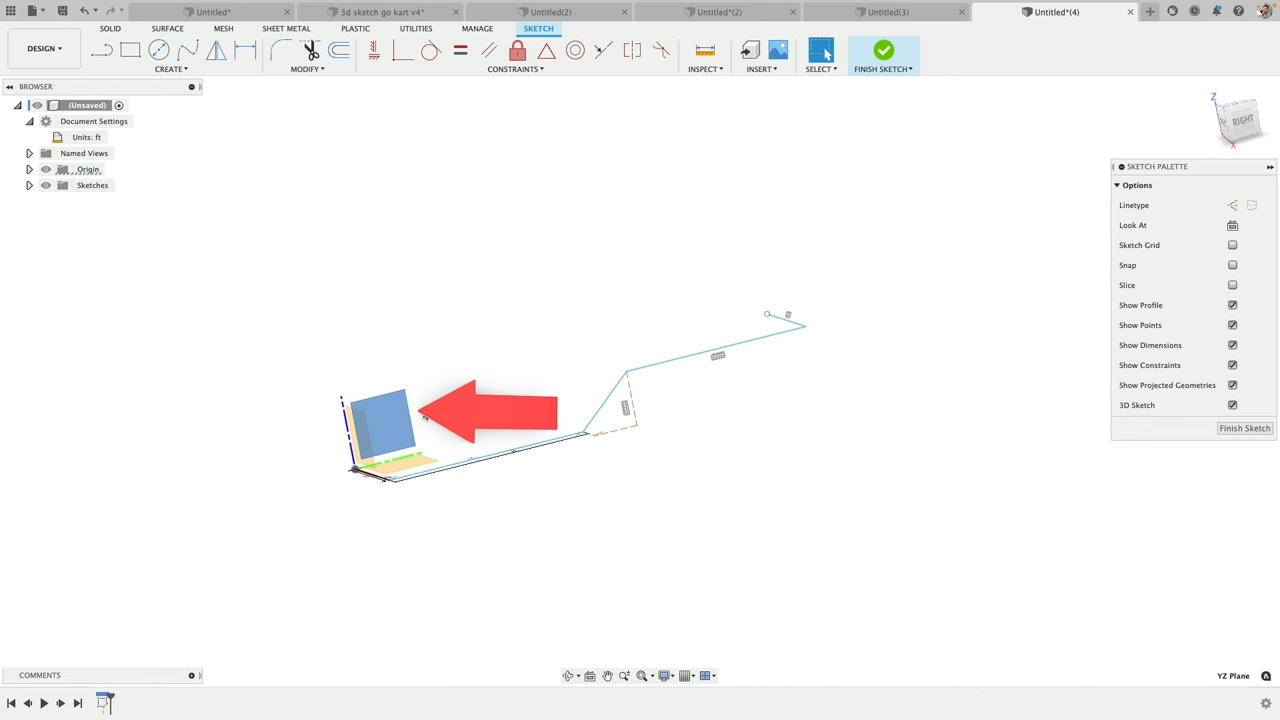 Untitled*
3d sketch go kart v4*
Untitled(2)
Untitled*(2)
Untitled(3)
Untitled*(4)
DESIGN
SOLID
SURFACE
MESH
SHEET METAL
PLASTIC
UTILITIES
MANAGE
SKETCH
CREATE
MODIFY
CONSTRAINTS
INSPECT
INSERT
SELECT
FINISH SKETCH
BROWSER
(Unsaved)
Document Settings
Units: ft
Named Views
Origin
Sketches
Z
RIGHT
X
SKETCH PALETTE
Options
Linetype
Look At
Sketch Grid
Snap
Slice
Show Profile
Show Points
Show Dimensions
Show Constraints
Show Projected Geometries
3D Sketch
Finish Sketch
COMMENTS
YZ Plane